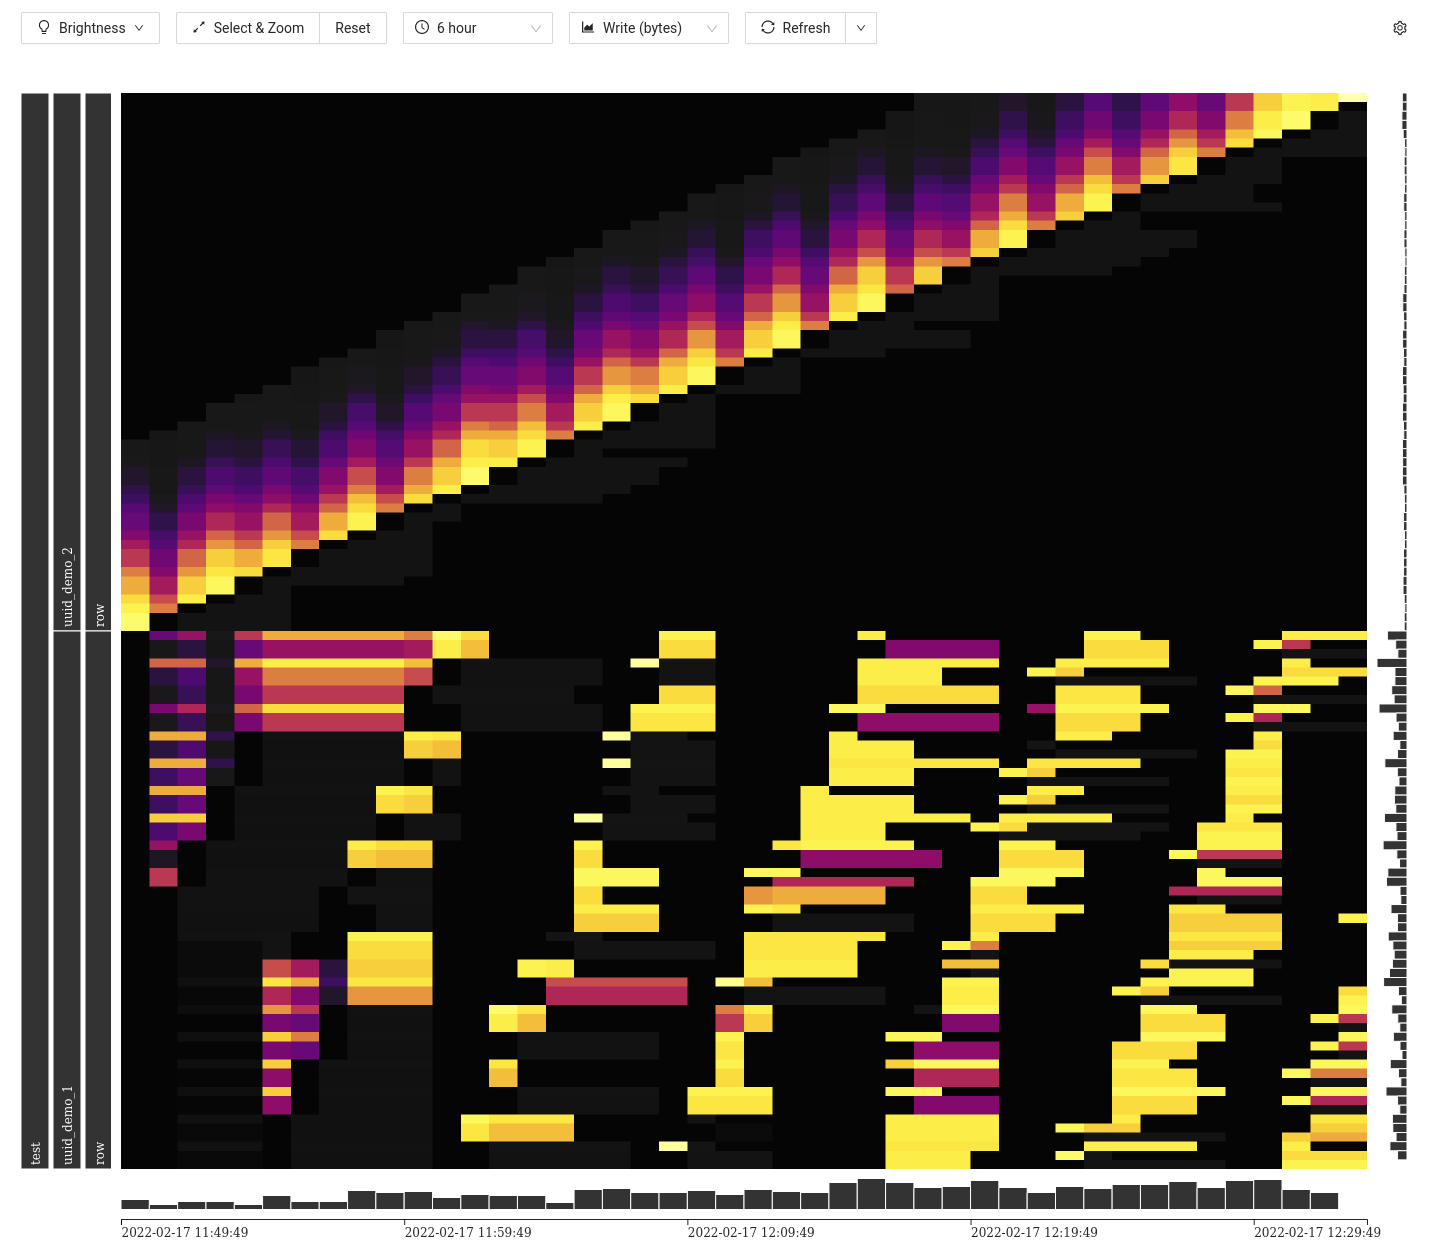 Brightness
Select & Zoom
Reset
6 hour
Write (bytes)
Refresh
uuid_demo_2
row
test
uuid_demo_1
row
2022-02-17 11:49:49
2022-02-17 11:59:49
2022-02-17 12:09:49
2022-02-17 12:19:49
2022-02-17 12:29:49